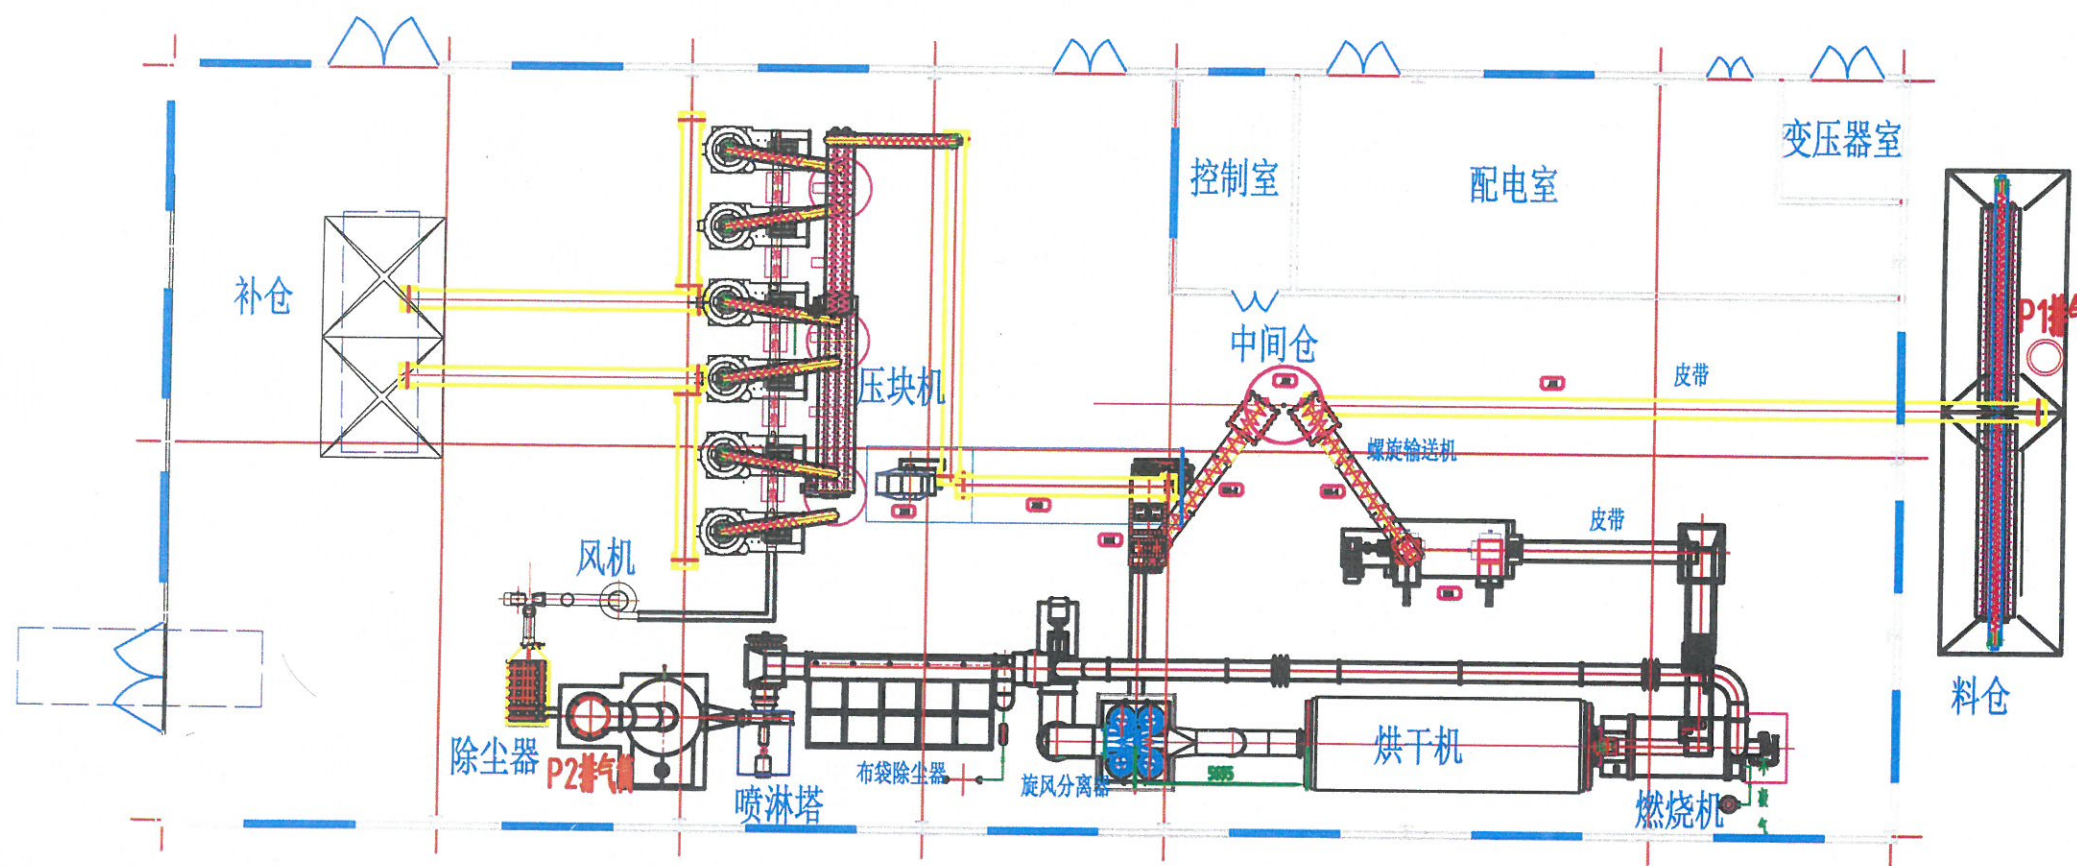 变压器室
控制室
配电室
补仓
P1排气
中间仓
皮带
压块机
螺旋输送机
皮带
风机
料仓
除尘器
P2排气筒
布袋除尘器
旋风分离器
5695
烘干机
喷淋塔
燃烧机